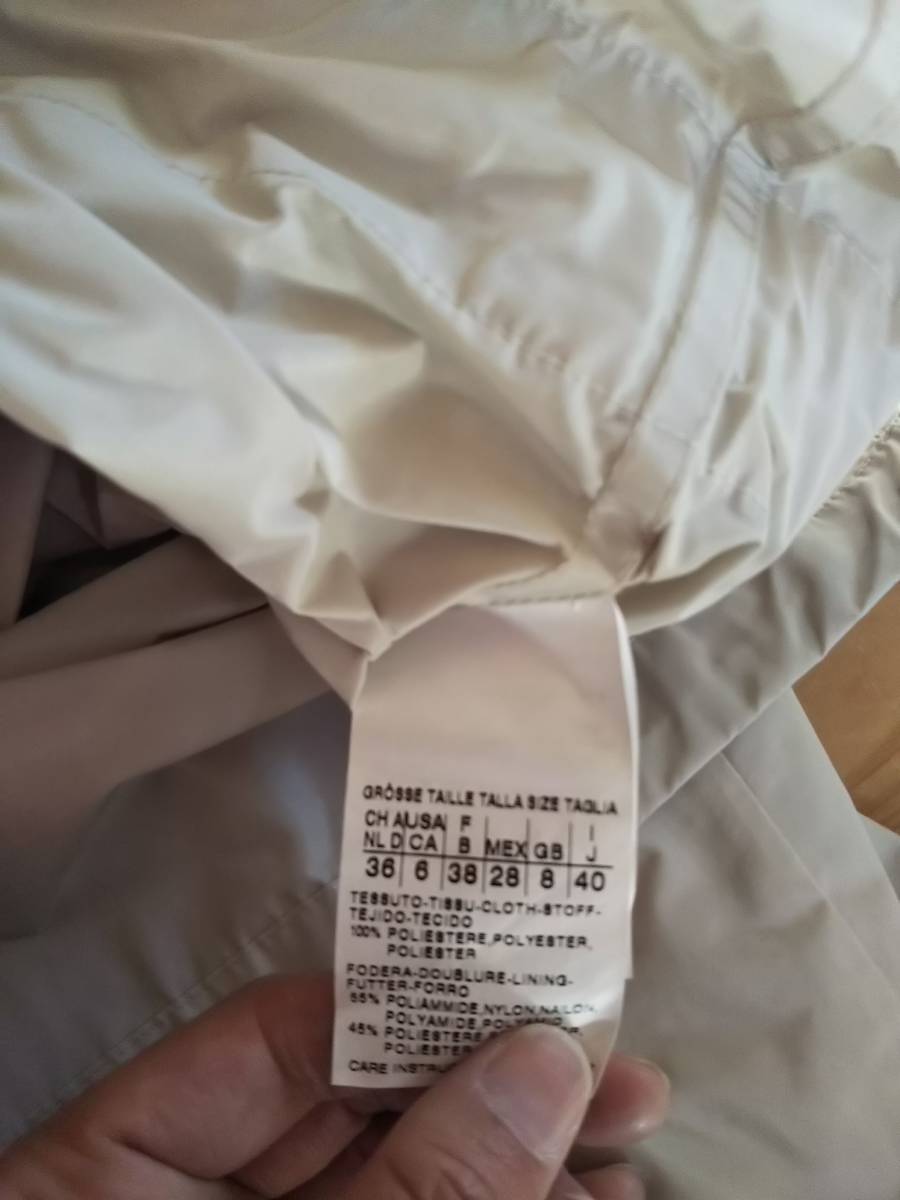 GRÖSSE TAILLE TALLA SIZE TAGLIA
CH A USA F I
NL D CA B MEX GB J
36 6 38 28 8 40
TESSUTO-TISSU-CLOTH-STOFF-
TEJIDO-TECIDO
100% POLIESTERE,POLYESTER,
POLIESTER
FODERA-DOUBLURE-LINING-
FUTTER-FORRO
55% POLIAMMIDE,NYLON,NAILON,
POLYAMIDE,
45% POLIESTERE,
POLIESTER
CARE